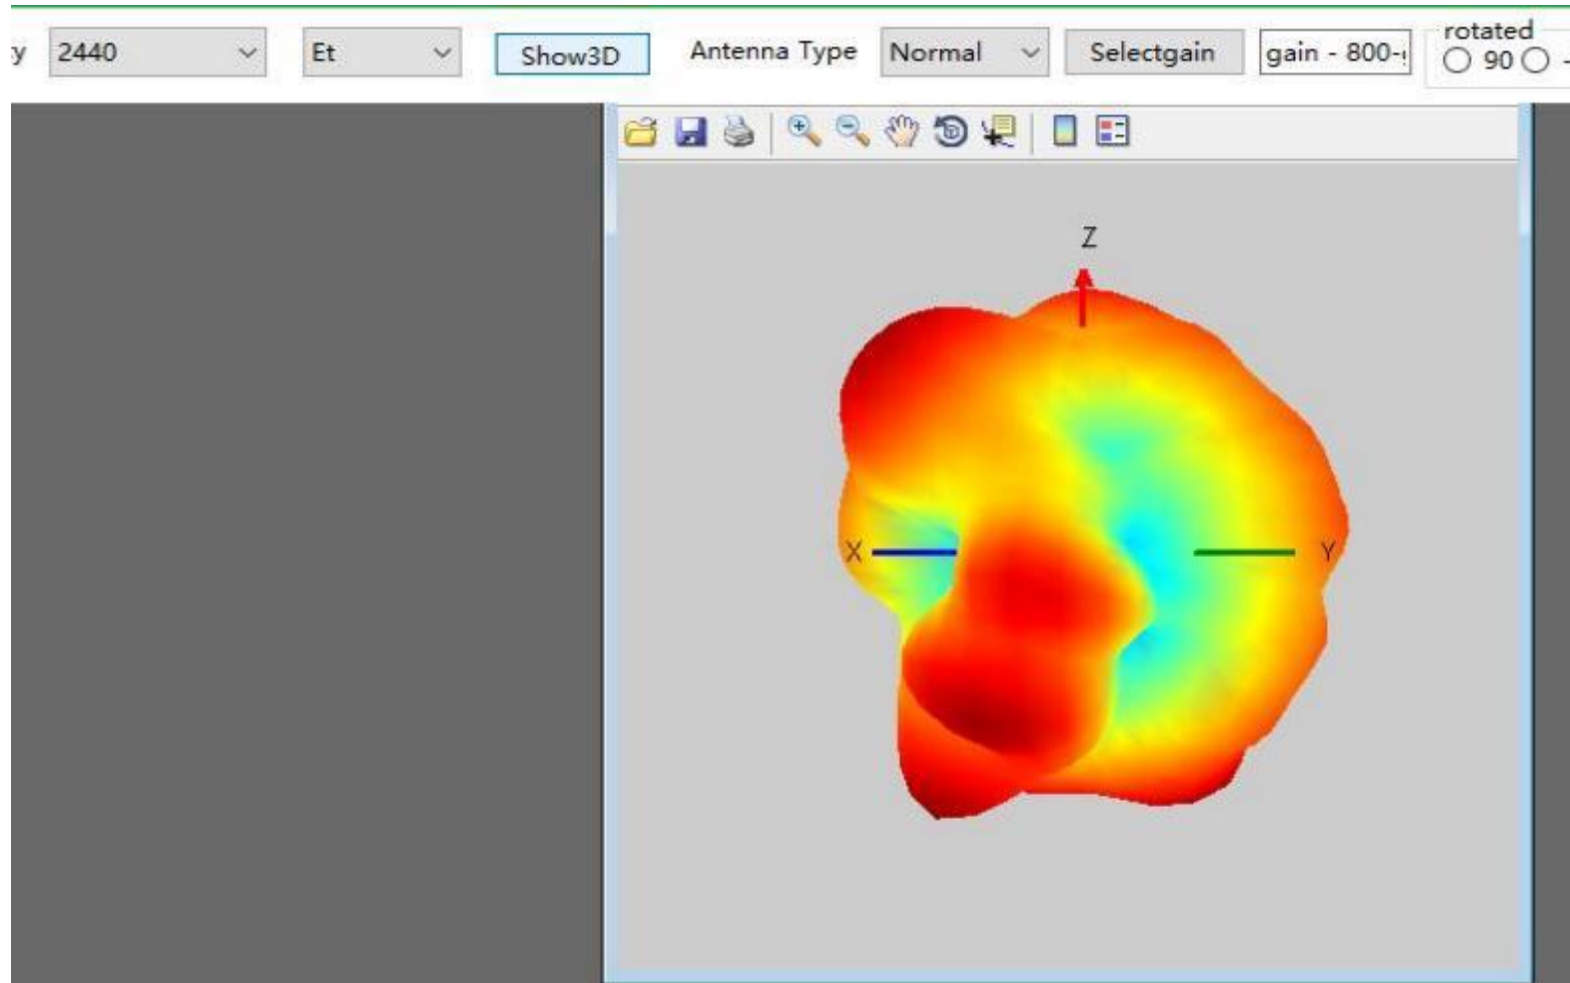 y 2440 Et Show3D Antenna Type Normal Selectgain gain - 800- rotated
90 -
Z
X Y